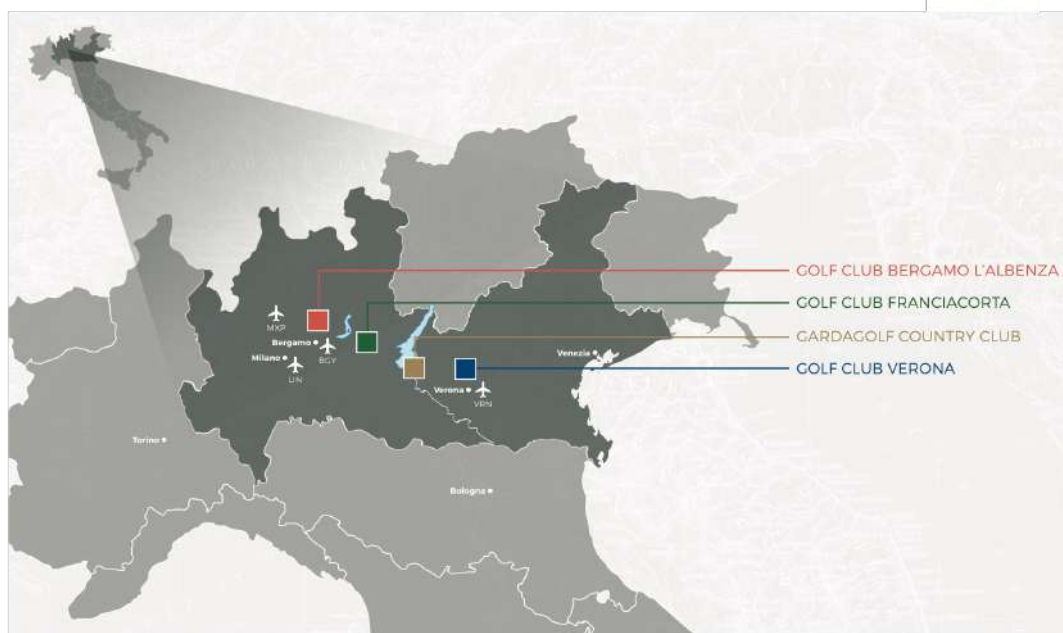 GOLF CLUB BERGAMO L'ALBENZA
GOLF CLUB FRANCIACORTA
GARDAGOLF COUNTRY CLUB
GOLF CLUB VERONA
MXP
Bergamo
BGY
Milano
LIN
Venezia
Verona
VRN
Torino
Bologna